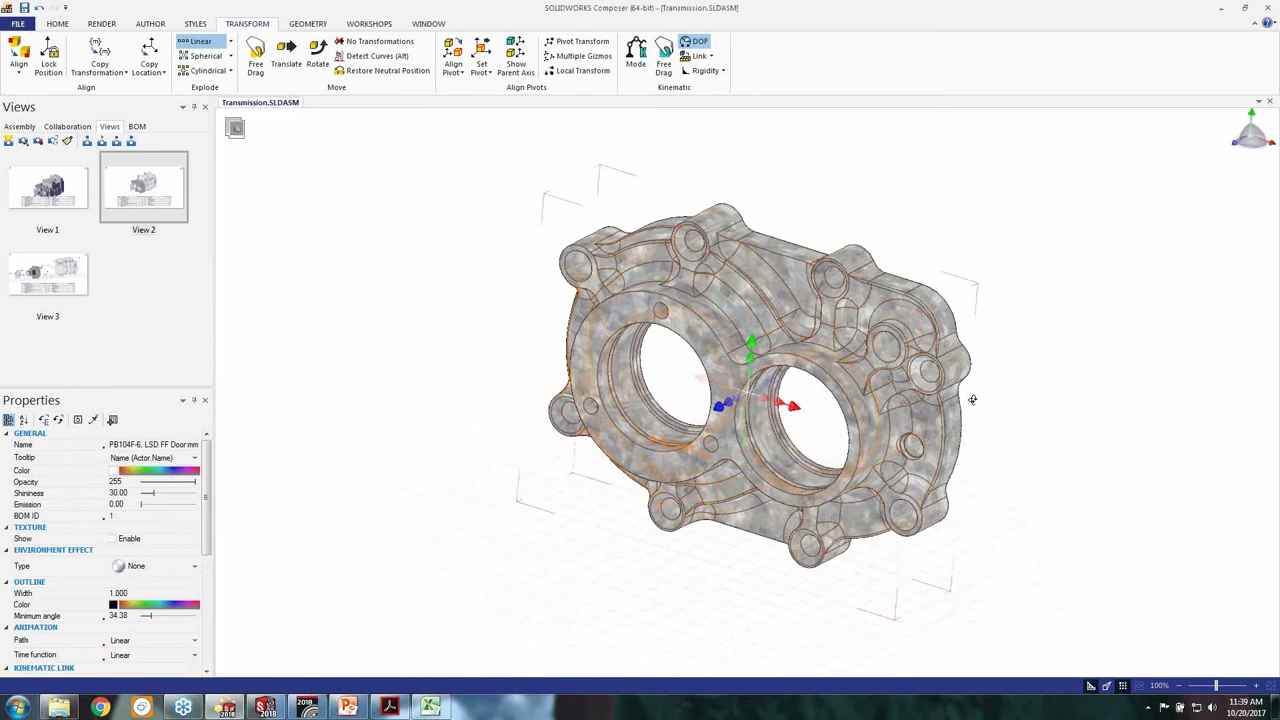 SOLIDWORKS Composer (64-bit) - [Transmission.SLDASM]
FILE HOME RENDER AUTHOR STYLES TRANSFORM GEOMETRY WORKSHOPS WINDOW
Align
Lock Position
Copy Transformation
Copy Location
Align
Linear
Spherical
Cylindrical
Explode
Free Drag
Translate
Rotate
No Transformations
Detect Curves (Alt)
Restore Neutral Position
Move
Align Pivot
Set Pivot
Show Parent Axis
Pivot Transform
Multiple Gizmos
Local Transform
Align Pivots
Mode
Free Drag
DOF
Link
Rigidity
Kinematic
Views
Transmission.SLDASM
Assembly Collaboration Views BOM
View 1
View 2
View 3
Properties
GENERAL
Name PB104F-6, LSD FF Door mm
Tooltip Name (Actor.Name)
Color
Opacity 255
Shininess 30.00
Emission 0.00
BOM ID 1
TEXTURE
Show Enable
ENVIRONMENT EFFECT
Type None
OUTLINE
Width 1.000
Color
Minimum angle 34.38
ANIMATION
Path Linear
Time function Linear
KINEMATIC LINK
100%
2018
2018
2018
11:39 AM
10/20/2017